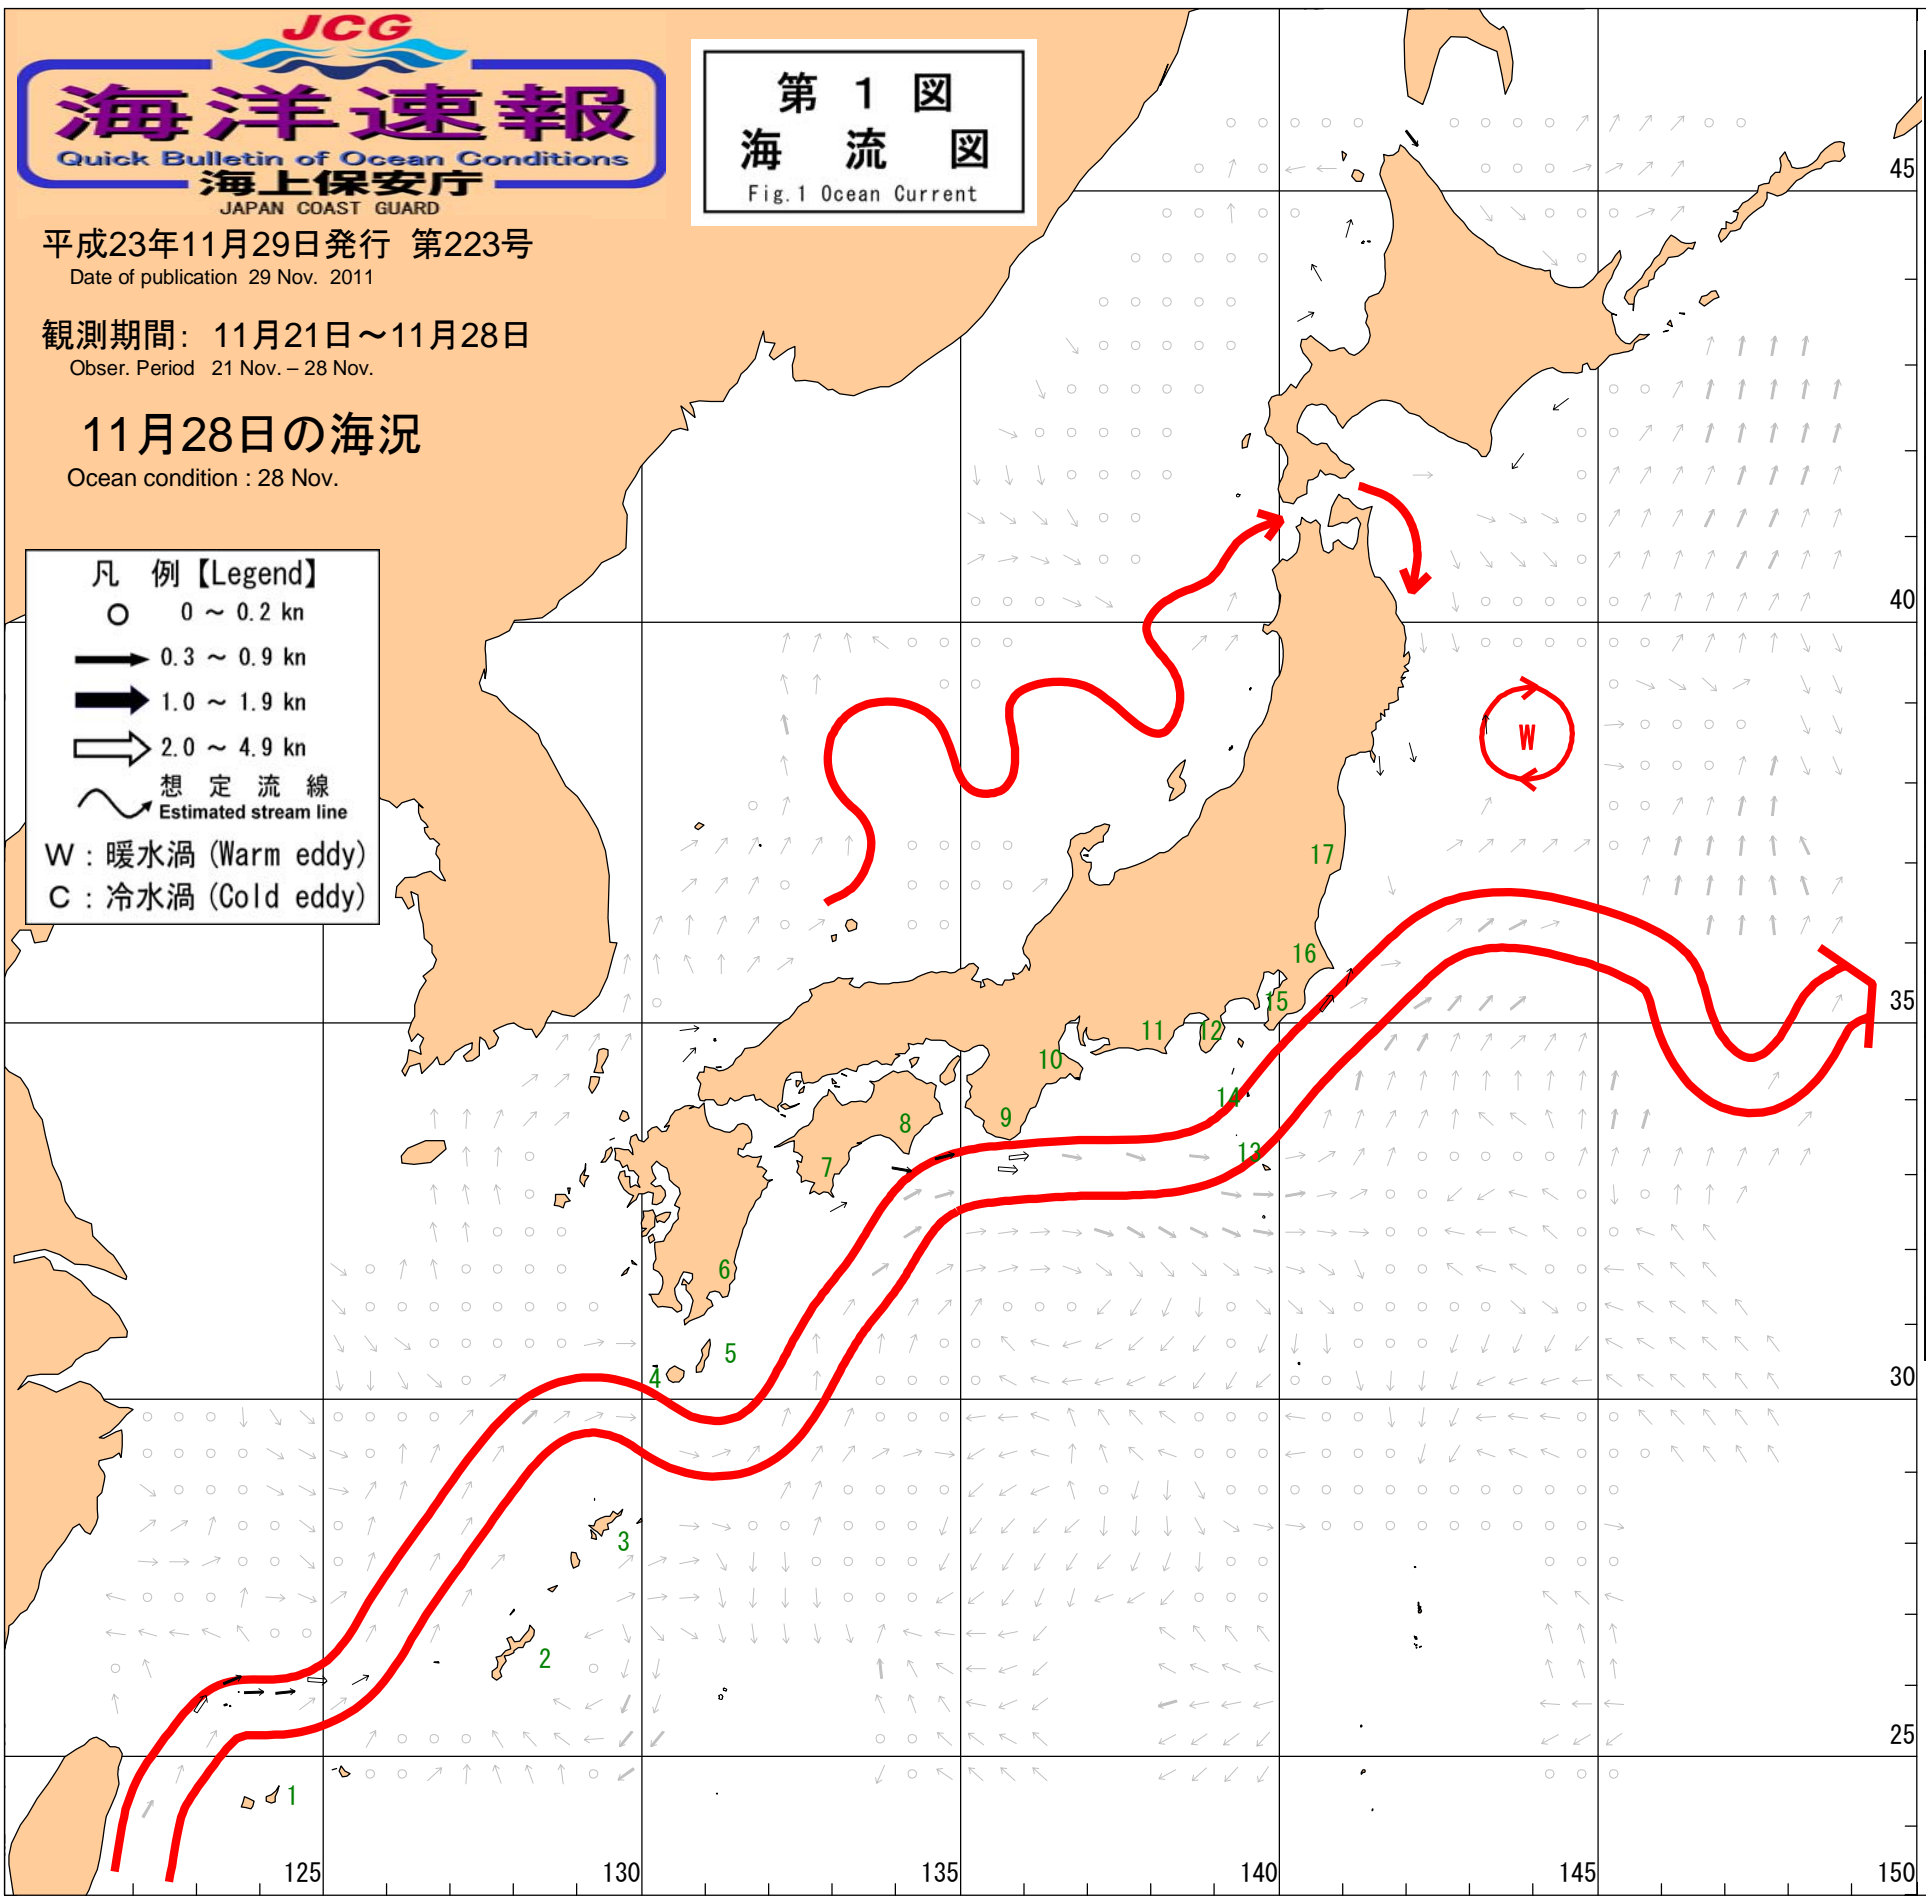 JCG
海洋速報
Quick Bulletin of Ocean Conditions
海上保安庁
JAPAN COAST GUARD
第 1 図
海 流 図
Fig.1 Ocean Current
平成23年11月29日発行 第223号
Date of publication 29 Nov. 2011
観測期間: 11月21日～11月28日
Obser. Period 21 Nov. – 28 Nov.
11月28日の海況
Ocean condition : 28 Nov.
凡 例【Legend】
0 ～ 0.2 kn
0.3 ～ 0.9 kn
1.0 ～ 1.9 kn
2.0 ～ 4.9 kn
想 定 流 線
Estimated stream line
W : 暖水渦 (Warm eddy)
C : 冷水渦 (Cold eddy)
45
40
W
17
16
35
15
12
11
10
14
9
8
13
7
6
5
4
30
3
2
25
1
125
130
135
140
145
150